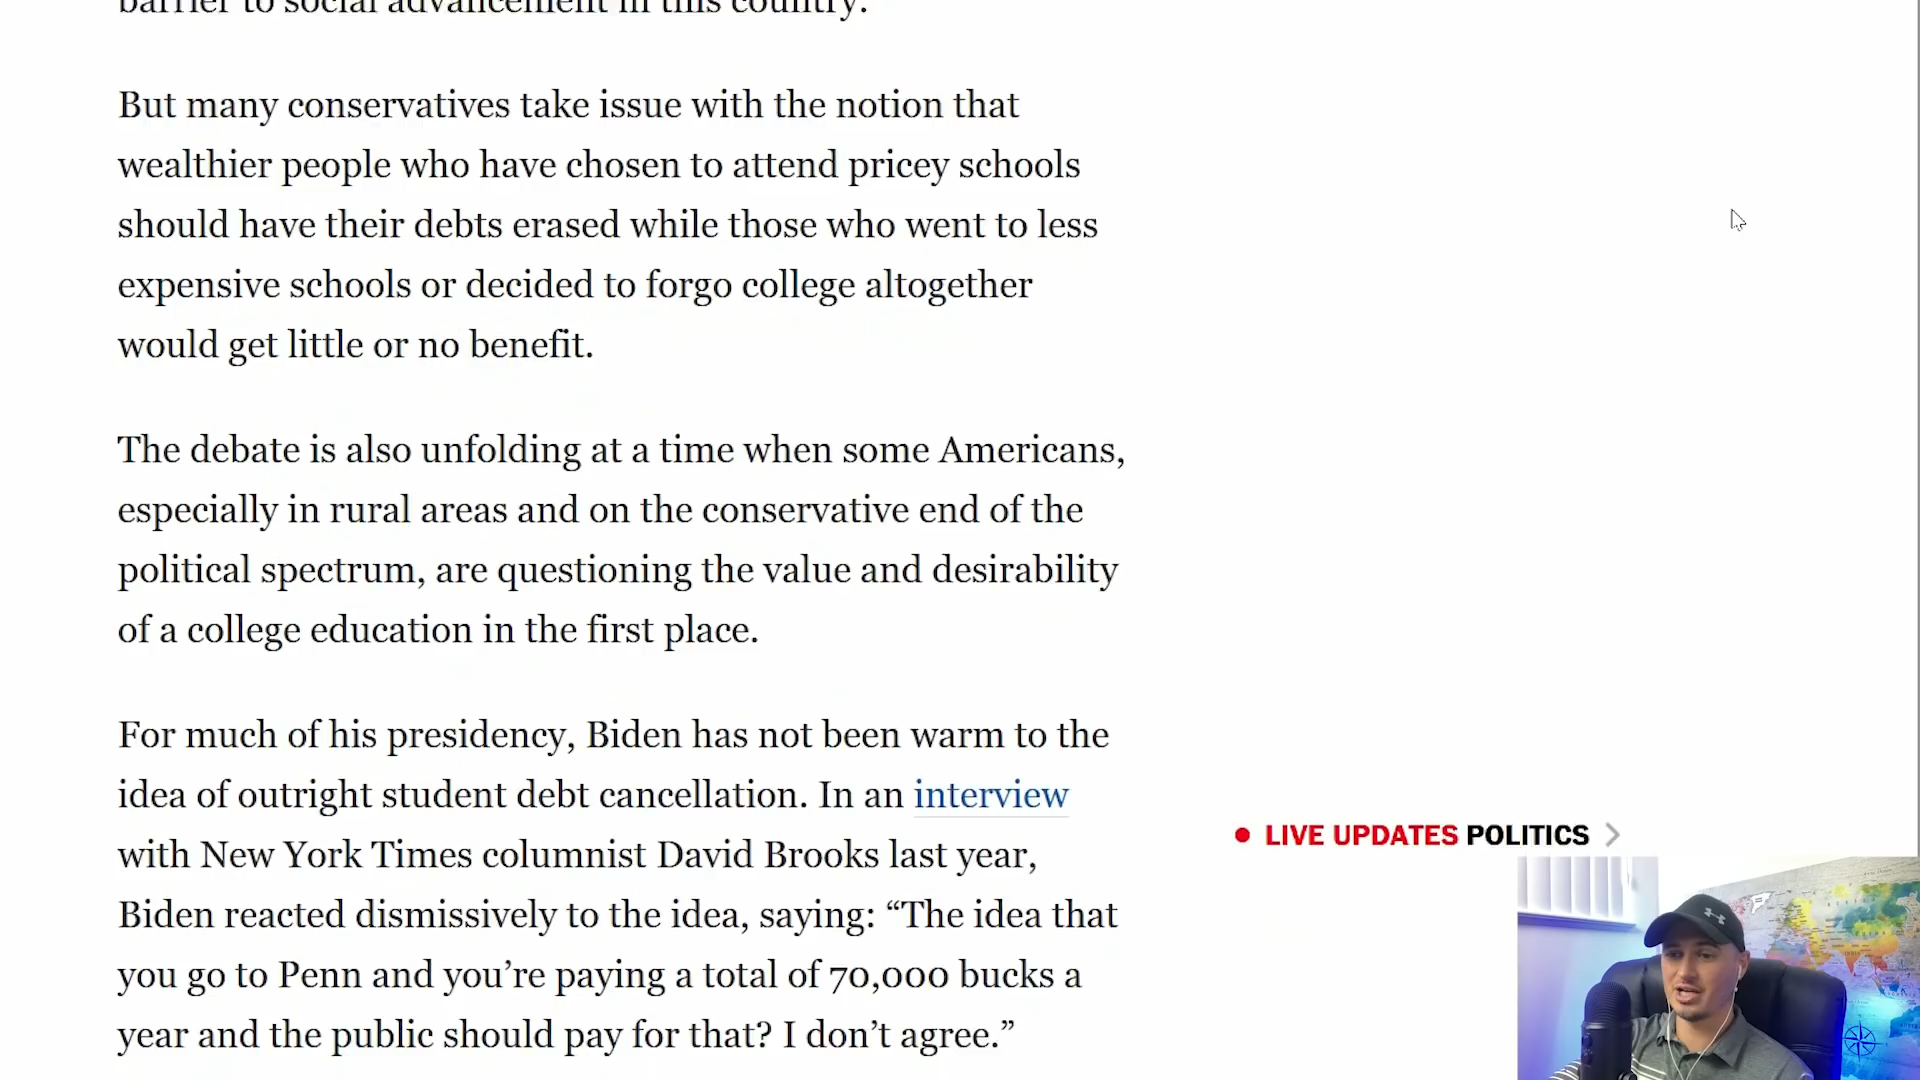 barrier to social advancement in this country.
But many conservatives take issue with the notion that
wealthier people who have chosen to attend pricey schools
should have their debts erased while those who went to less
expensive schools or decided to forgo college altogether
would get little or no benefit.
The debate is also unfolding at a time when some Americans,
especially in rural areas and on the conservative end of the
political spectrum, are questioning the value and desirability
of a college education in the first place.
For much of his presidency, Biden has not been warm to the
idea of outright student debt cancellation. In an interview
with New York Times columnist David Brooks last year,
Biden reacted dismissively to the idea, saying: “The idea that
you go to Penn and you’re paying a total of 70,000 bucks a
year and the public should pay for that? I don’t agree.”
LIVE UPDATES POLITICS